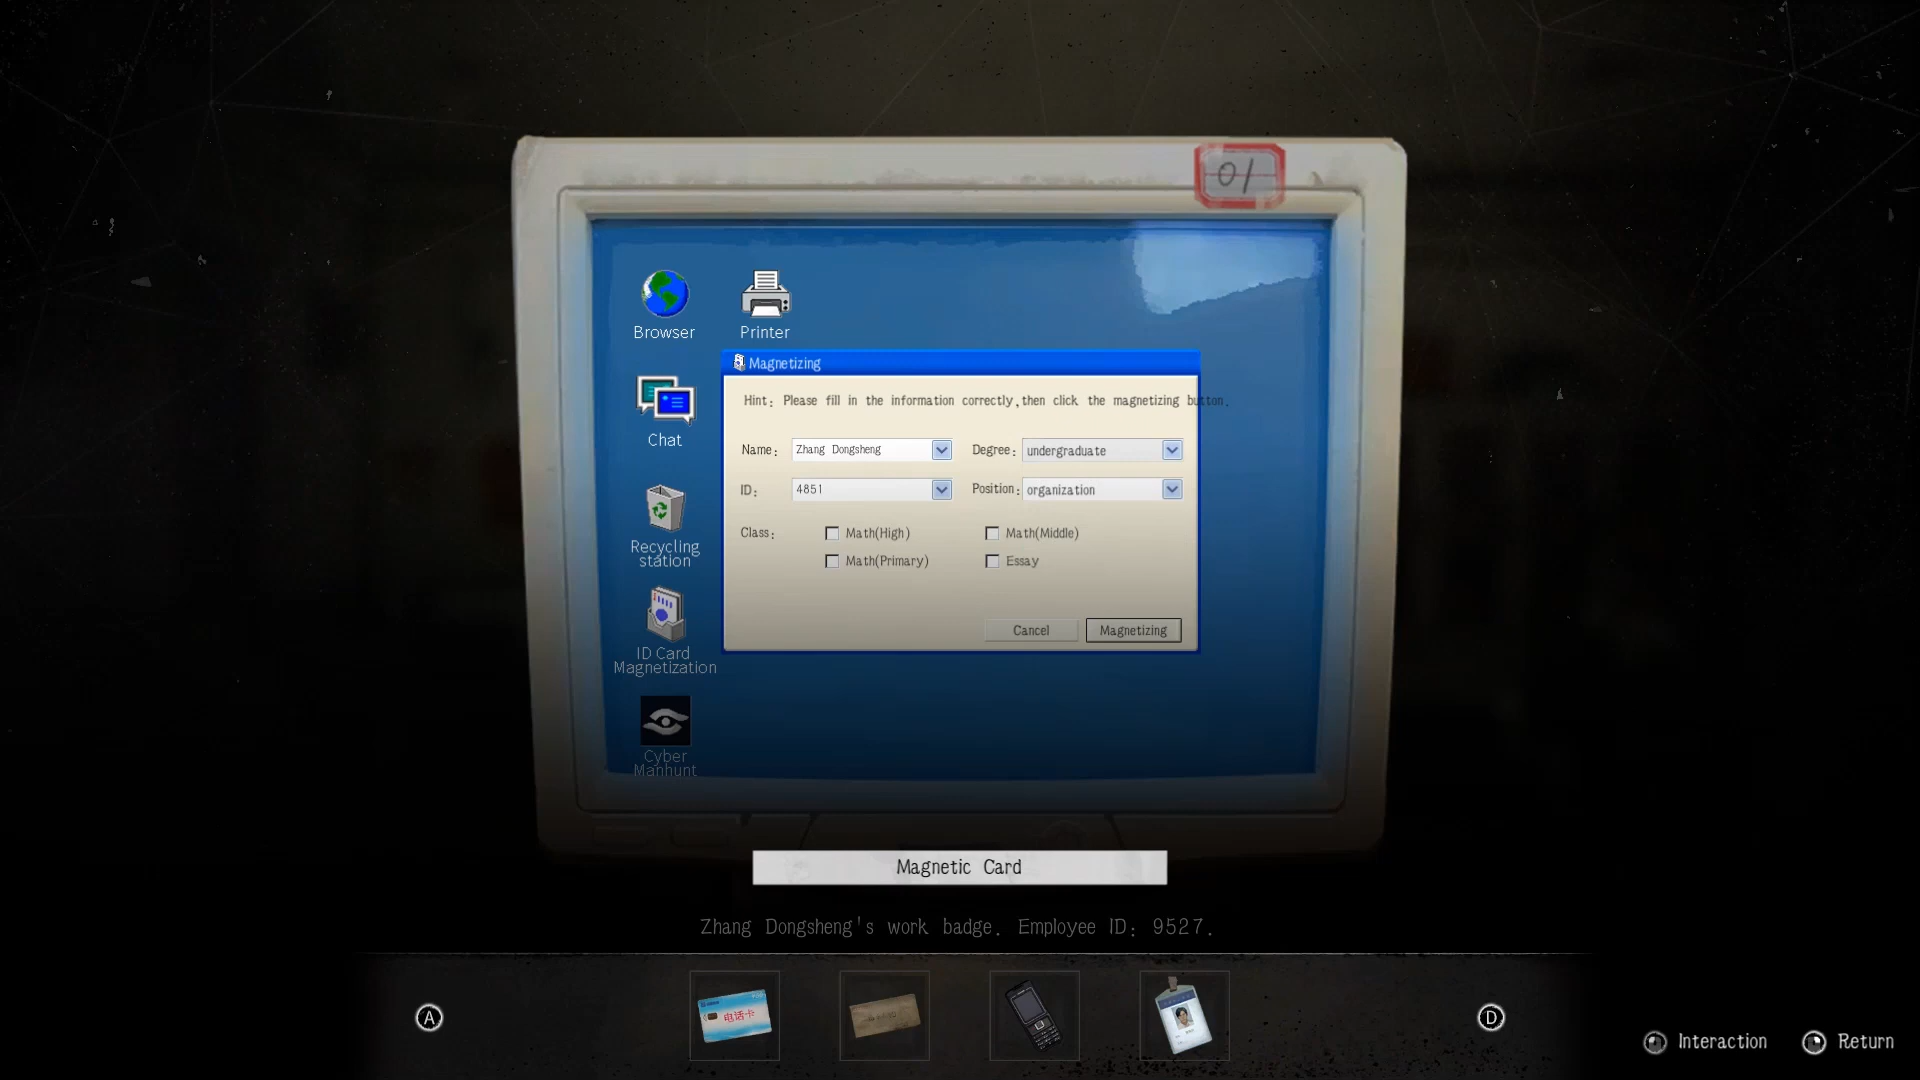 01
Browser
Printer
Magnetizing
Hint: Please fill in the information correctly,then click the magnetizing button.
Name: Zhang Dongsheng Degree: undergraduate
ID: 4851 Position: organization
Class: Math(High) Math(Middle)
Math(Primary) Essay
Cancel Magnetizing
Chat
Recycling
station
ID Card
Magnetization
Cyber
Manhunt
Magnetic Card
Zhang Dongsheng's work badge. Employee ID: 9527.
电话卡
A
D
Interaction Return